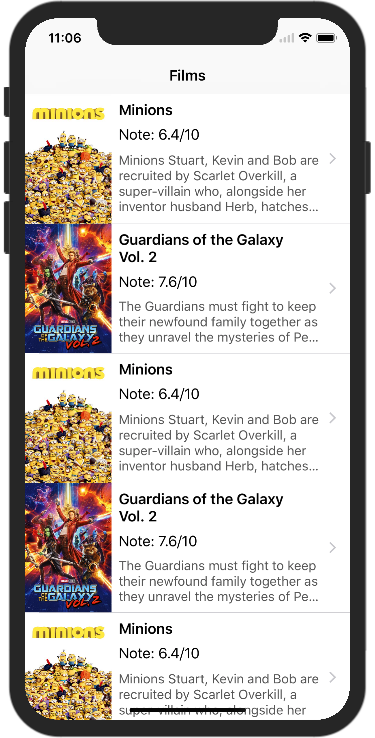 11:06
Films
MINIONS
Minions
Note: 6.4/10
Minions Stuart, Kevin and Bob are
recruited by Scarlet Overkill, a
super-villain who, alongside her
inventor husband Herb, hatches...
GUARDIANS
OF THE GALAXY
VOL. 2
Guardians of the Galaxy
Vol. 2
Note: 7.6/10
The Guardians must fight to keep
their newfound family together as
they unravel the mysteries of Pe...
MINIONS
Minions
Note: 6.4/10
Minions Stuart, Kevin and Bob are
recruited by Scarlet Overkill, a
super-villain who, alongside her
inventor husband Herb, hatches...
GUARDIANS
OF THE GALAXY
VOL. 2
Guardians of the Galaxy
Vol. 2
Note: 7.6/10
The Guardians must fight to keep
their newfound family together as
they unravel the mysteries of Pe...
MINIONS
Minions
Note: 6.4/10
Minions Stuart, Kevin and Bob are
recruited by Scarlet Overkill, a
super-villain who, alongside her